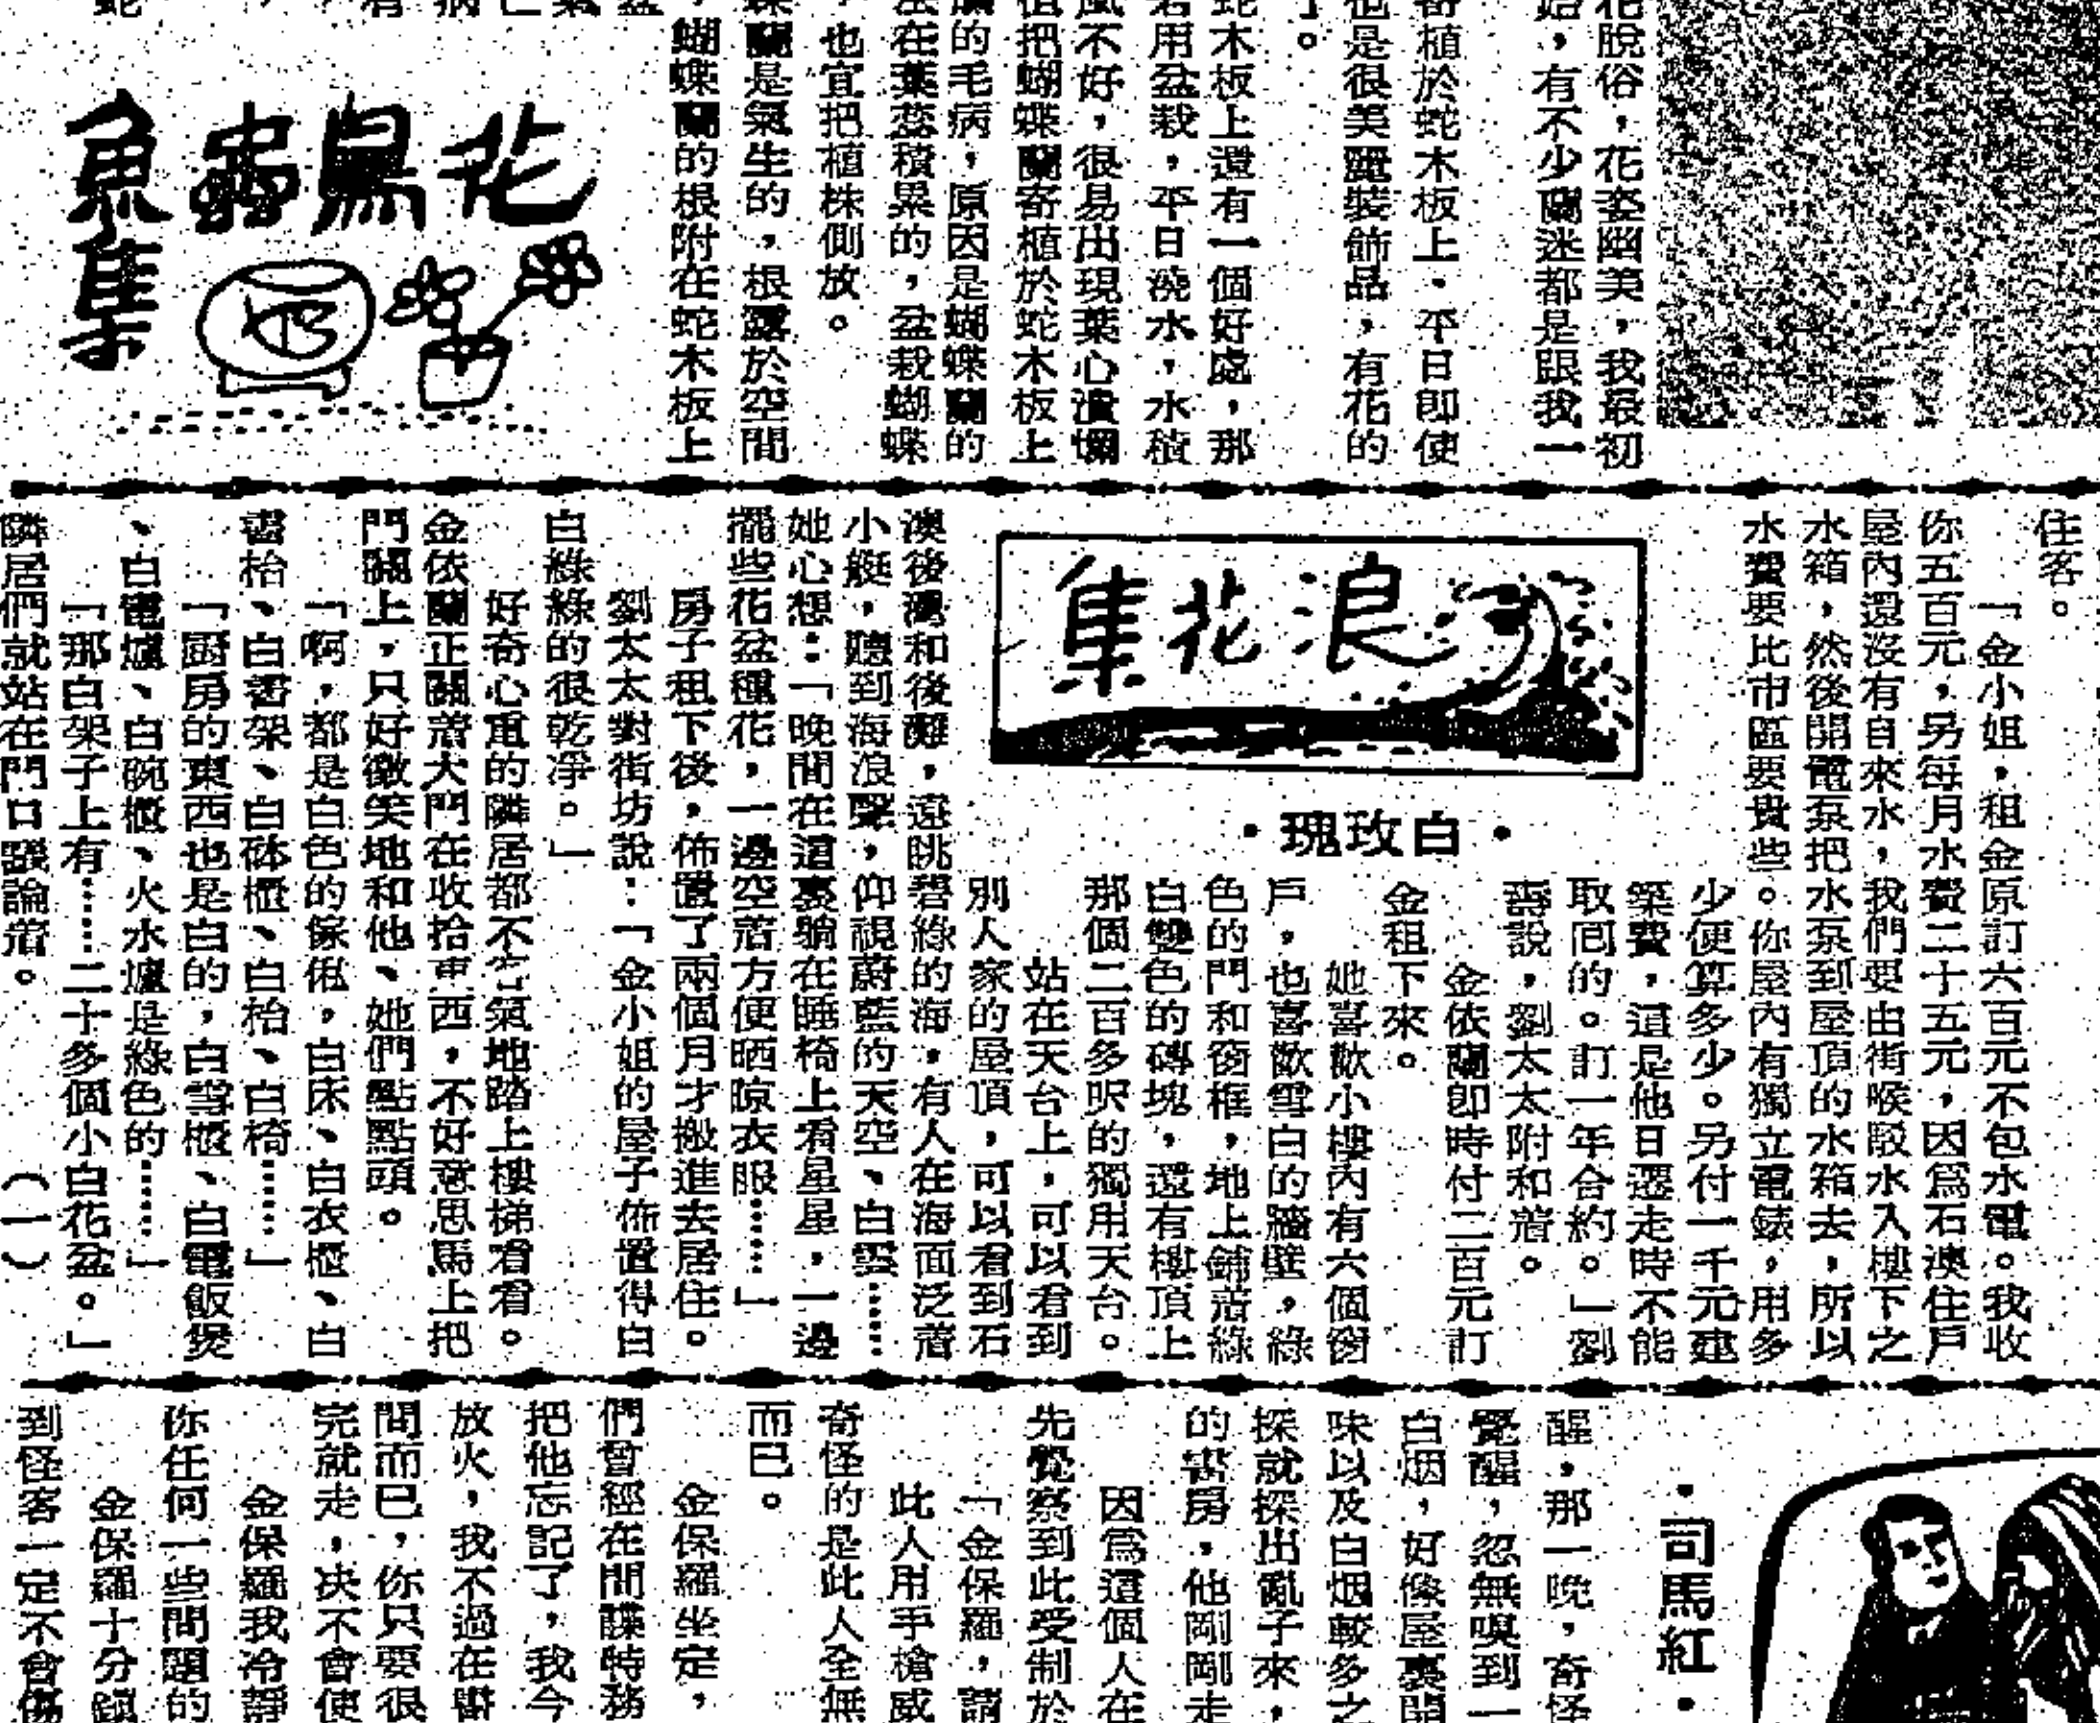 花脫俗，花姿幽美，我最初
始，有不少蘭迷都是跟我一
寄植於蛇木板上。平日卽使
他是很美麗裝飾品，有花的
了。
蛇木板上還有一個好處，那
若用盆栽，平日澆水，水積
風不好，很易出現葉心潰爛
值把蝴蝶蘭寄植於蛇木板上
的毛病，原因是蝴蝶蘭的
在葉蕊積累的，盆栽蝴蝶
，也宜把植株側放。
蝶蘭是氣生的，根露於空間
，蝴蝶蘭的根附在蛇木板上
花鳥蟲魚集
住客。
「金小姐，租金原訂六百元不包水電。我收
你五百元，另每月水費二十五元，因爲石澳住戶
屋內還沒有自來水，我們要由街喉駁水入樓下之
水箱，然後開電泵把水泵到屋頂的水箱去，所以
水費要比市區要貴些。你屋內有獨立電錶，用多
少便算多少。另付一千元建
築費，這是他日遷走時不能
取囘的。訂一年合約。」劉
壽說，劉太太附和着。
金依蘭卽時付二百元訂
金租下來。
她喜歡小樓內有六個窗
戶，也喜歡雪白的牆壁，綠
色的門和窗框，地上鋪着綠
白雙色的磚塊，還有樓頂上
那個二百多呎的獨用天台。
站在天台上，可以看到
別人家的屋頂，可以看到石
浪花集
·白玫瑰·
澳後灣和後灘，遠眺碧綠的海，有人在海面泛着
小艇，聽到海浪聲，仰視蔚藍的天空、白雲……
她心想：「晚間在這裏躺在睡椅上看星星，一邊
擺些花盆種花，一邊空着方便晒晾衣服……」
房子租下後，佈置了兩個月才搬進去居住。
劉太太對街坊說：「金小姐的屋子佈置得白
白綠綠的很乾淨。」
好奇心重的隣居都不客氣地踏上樓梯看看。
金依蘭正關着大門在收拾東西，不好意思馬上把
門關上，只好微笑地和他、她們點點頭。
「啊，都是白色的傢俬，白床、白衣櫃、白
書枱、白書架、白砵櫃、白枱、白椅……」
「厨房的東西也是白的，白雪櫃、白電飯煲
、白電爐、白碗櫃、火水爐是綠色的……」
「那白架子上有……二十多個小白花盆。」
隣居們就站在門口議論着。　（一）
·司馬紅·
醒，那一晚，奇怪
覺醒，忽無嗅到一
白烟，好像屋裏開
味以及白烟較多之
探就探出亂子來，
的書房，他剛剛走
因爲這個人在
先覺察到此受制於
「金保羅，請
此人用手槍威
奇怪的是此人全無
而已。
金保羅坐定，
們曾經在間諜特務
把他忘記了，我今
放火，我不過在書
間而已，你只要很
完就走，决不會使
金保羅我冷靜
你任何一些問題的
金保羅十分鎮
到怪客一定不會傷